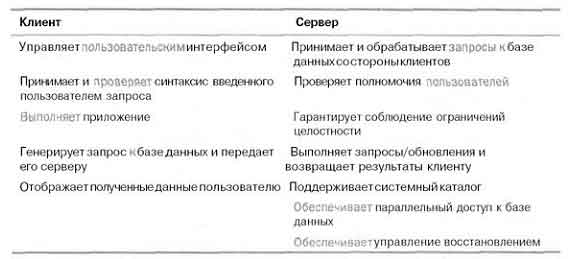 Клиент Сервер
Управляет пользовательским интерфейсом Принимает и обрабатывает запросы к базе
данных со стороны клиентов
Принимает и проверяет синтаксис введенного Проверяет полномочия пользователей
пользователем запроса
Выполняет приложение Гарантирует соблюдение ограничений
целостности
Генерирует запрос к базе данных и передает Выполняет запросы/обновления и
его серверу возвращает результаты клиенту
Отображает полученные данные пользователю Поддерживает системный каталог
Обеспечивает параллельный доступ к базе
данных
Обеспечивает управление восстановлением